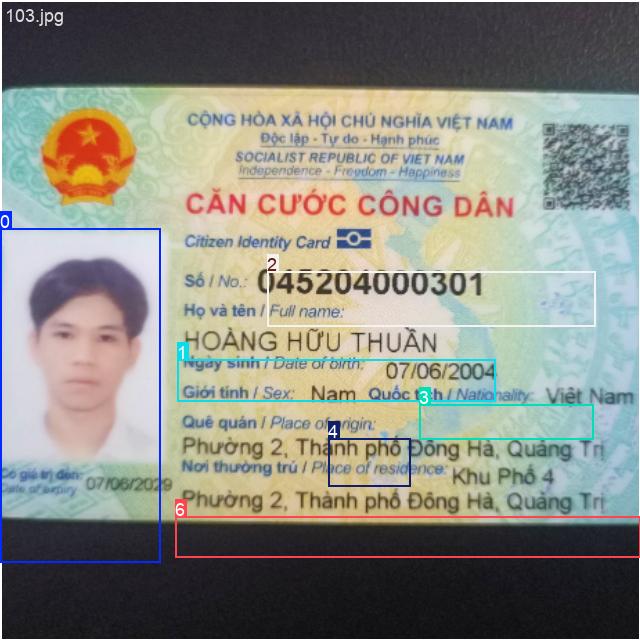 103.jpg
CỘNG HÒA XÃ HỘI CHỦ NGHĨA VIỆT NAM
Độc lập - Tự do - Hạnh phúc
SOCIALIST REPUBLIC OF VIET NAM
Independence - Freedom - Happiness
CĂN CƯỚC CÔNG DÂN
Citizen Identity Card
0
2
Số / No.: 045204000301
Họ và tên / Full name:
HOÀNG HỮU THUẦN
1
Ngày sinh / Date of birth: 07/06/2004
Giới tính / Sex: Nam Quốc tịch / Nationality: Việt Nam
3
Quê quán / Place of origin:
4
Phường 2, Thành phố Đông Hà, Quảng Trị
Nơi thường trú / Place of residence: Khu Phố 4
Phường 2, Thành phố Đông Hà, Quảng Trị
Có giá trị đến: 07/06/2029
Date of expiry
6